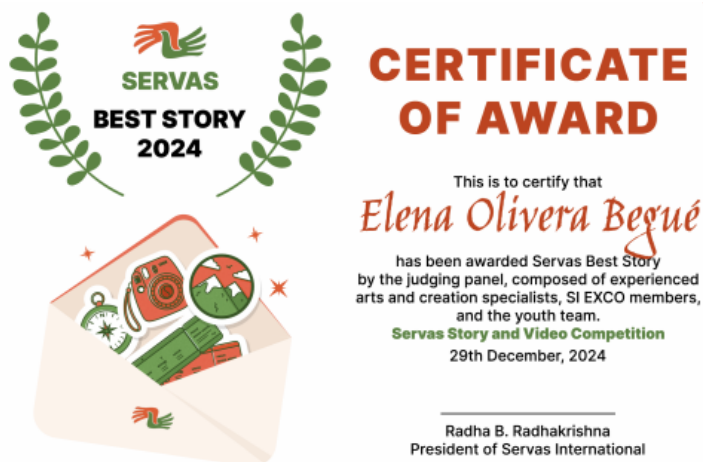 SERVAS
BEST STORY
2024
CERTIFICATE
OF AWARD
This is to certify that
Elena Olivera Begué
has been awarded Servas Best Story
by the judging panel, composed of experienced
arts and creation specialists, SI EXCO members,
and the youth team.
Servas Story and Video Competition
29th December, 2024
Radha B. Radhakrishna
President of Servas International